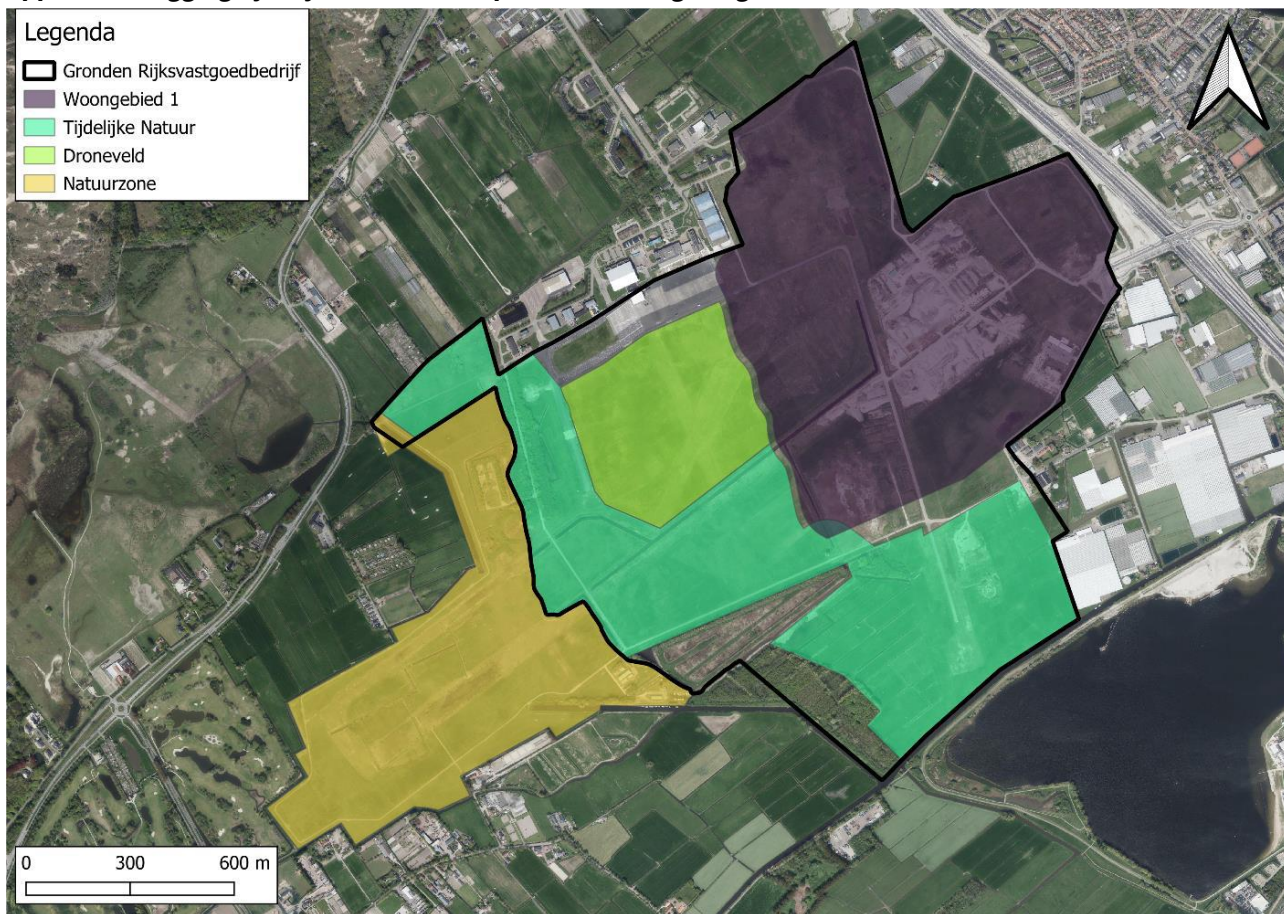 Legenda
Gronden Rijksvastgoedbedrijf
Woongebied 1
Tijdelijke Natuur
Droneveld
Natuurzone
0 300 600 m